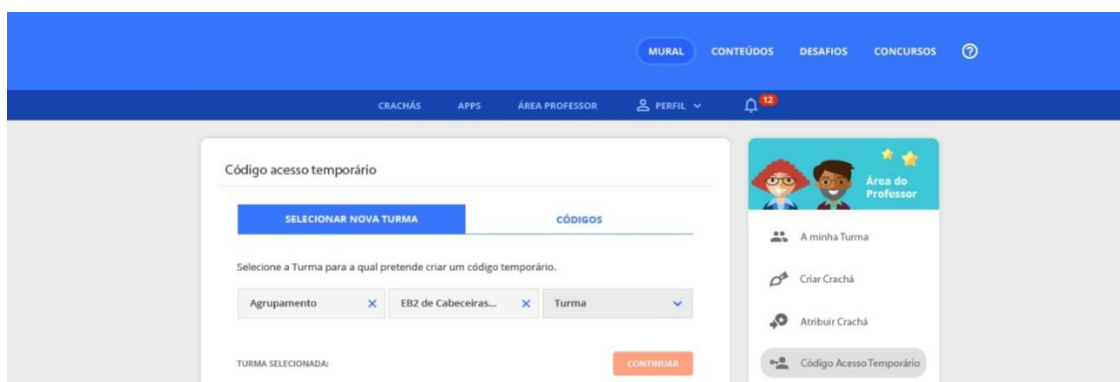 MURAL CONTEÚDOS DESAFIOS CONCURSOS ?
CRACHÁS APPS ÁREA PROFESSOR PERFIL 12
Código acesso temporário
SELECIONAR NOVA TURMA CÓDIGOS
Selecione a Turma para a qual pretende criar um código temporário.
Agrupamento EB2 de Cabeceiras... Turma
TURMA SELECIONADA: CONTINUAR
Área do
Professor
A minha Turma
Criar Crachá
Atribuir Crachá
Código Acesso Temporário